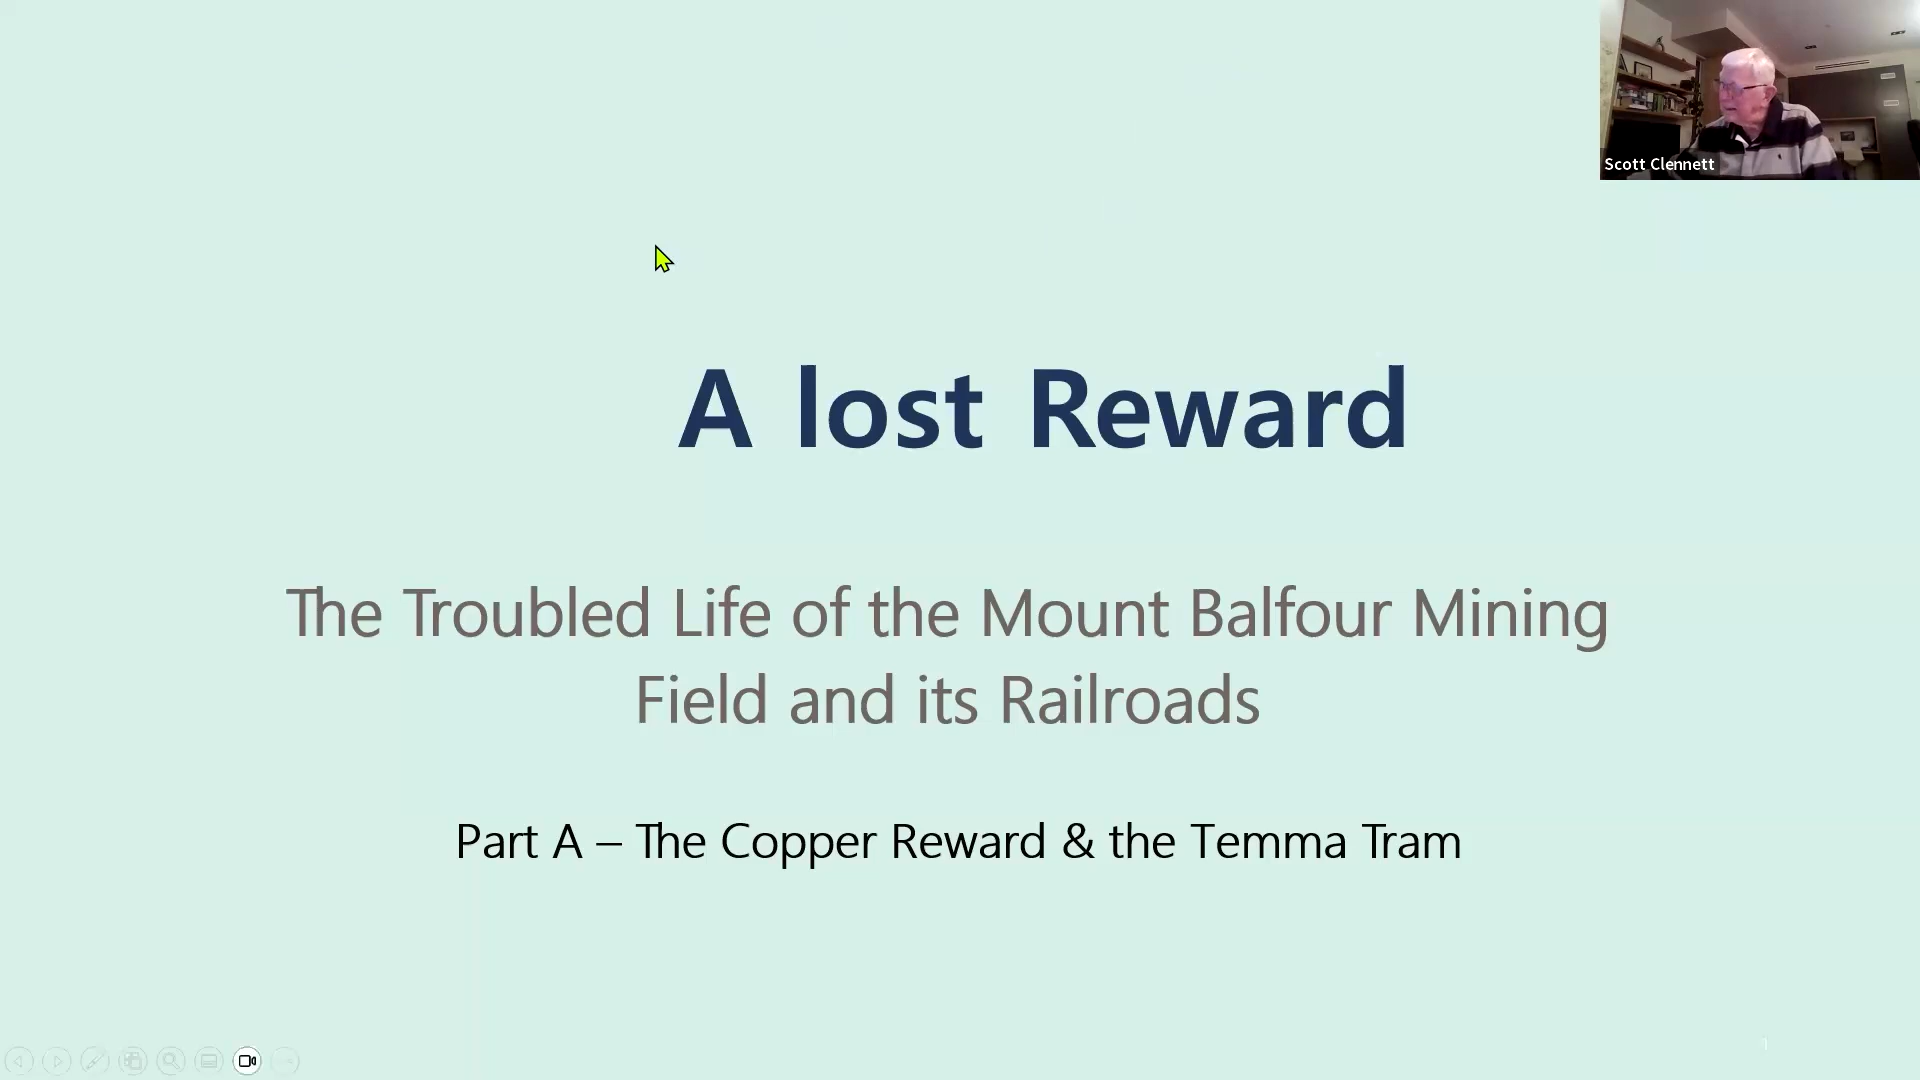 Scott Clennett
A lost Reward
The Troubled Life of the Mount Balfour Mining
Field and its Railroads
Part A – The Copper Reward & the Temma Tram
1